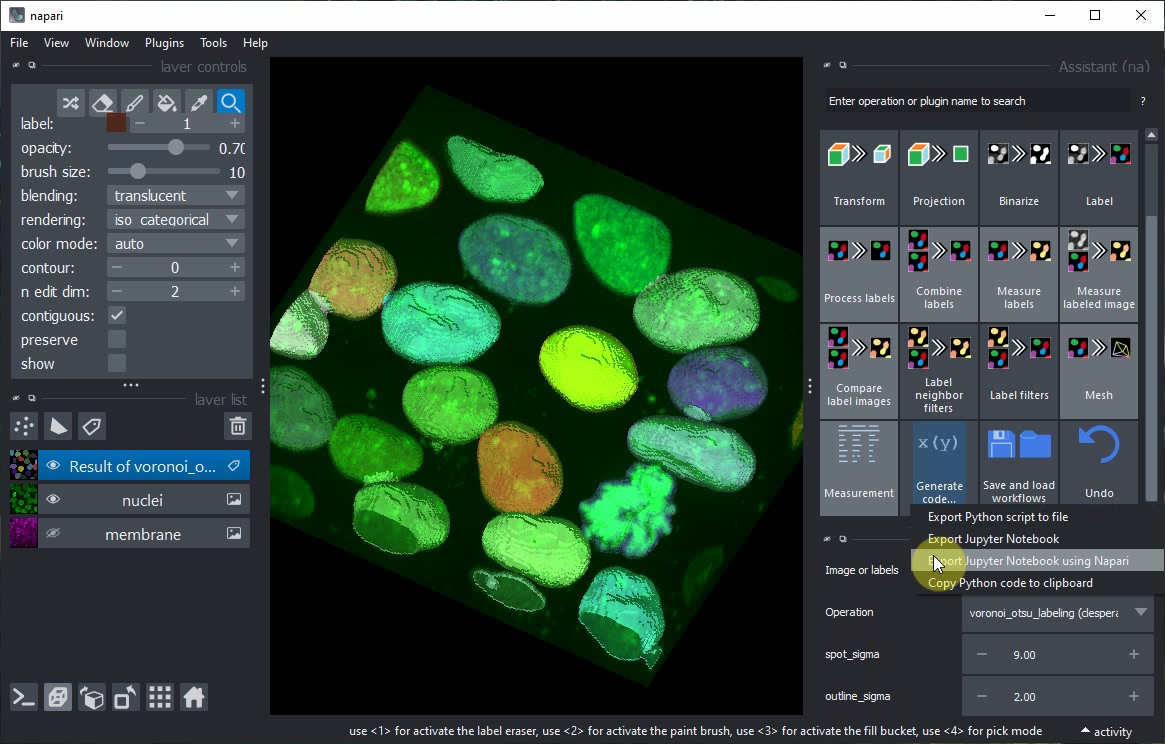 napari
File View Window Plugins Tools Help
layer controls
label: 1
opacity: 0.70
brush size: 10
blending: translucent
rendering: iso_categorical
color mode: auto
contour: 0
n edit dim: 2
contiguous:
preserve
show
layer list
Result of voronoi_o...
nuclei
membrane
Assistant (na)
Enter operation or plugin name to search ?
Transform
Projection
Binarize
Label
Process labels
Combine
labels
Measure
labels
Measure
labeled image
Compare
label images
Label
neighbor
filters
Label filters
Mesh
Measurement
x(y)
Generate
code...
Save and load
workflows
Undo
Export Python script to file
Export Jupyter Notebook
Export Jupyter Notebook using Napari
Copy Python code to clipboard
Image or labels
Operation voronoi_otsu_labeling (clespera
spot_sigma 9.00
outline_sigma 2.00
use <1> for activate the label eraser, use <2> for activate the paint brush, use <3> for activate the fill bucket, use <4> for pick mode
activity